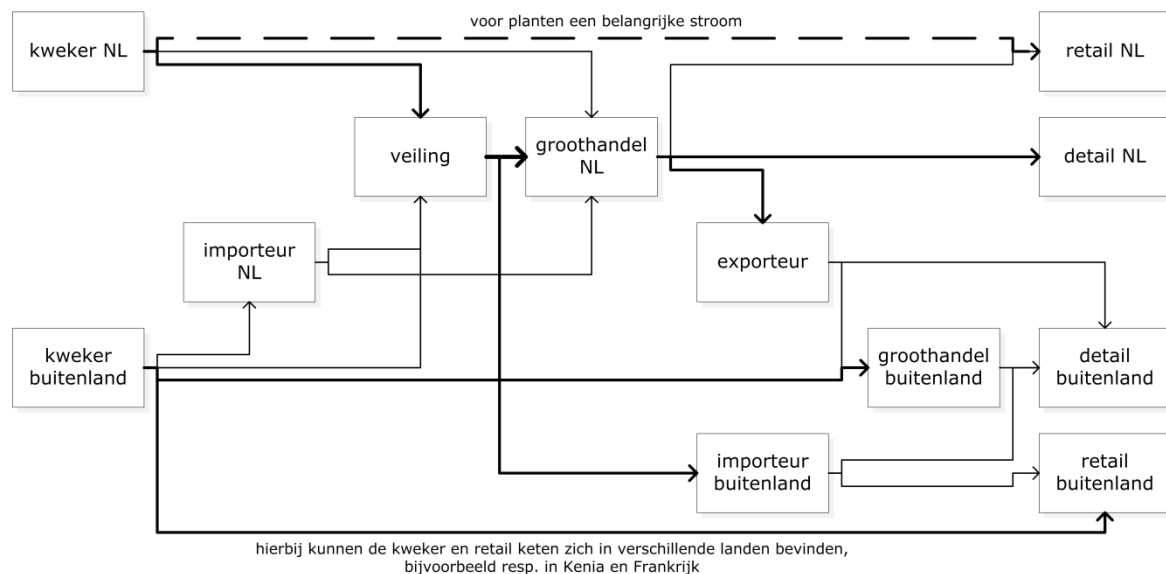 voor planten een belangrijke stroom
kweker NL
retail NL
veiling
groothandel
NL
detail NL
importeur
NL
exporteur
kweker
buitenland
groothandel
buitenland
detail
buitenland
importeur
buitenland
retail
buitenland
hierbij kunnen de kweker en retail keten zich in verschillende landen bevinden,
bijvoorbeeld resp. in Kenia en Frankrijk